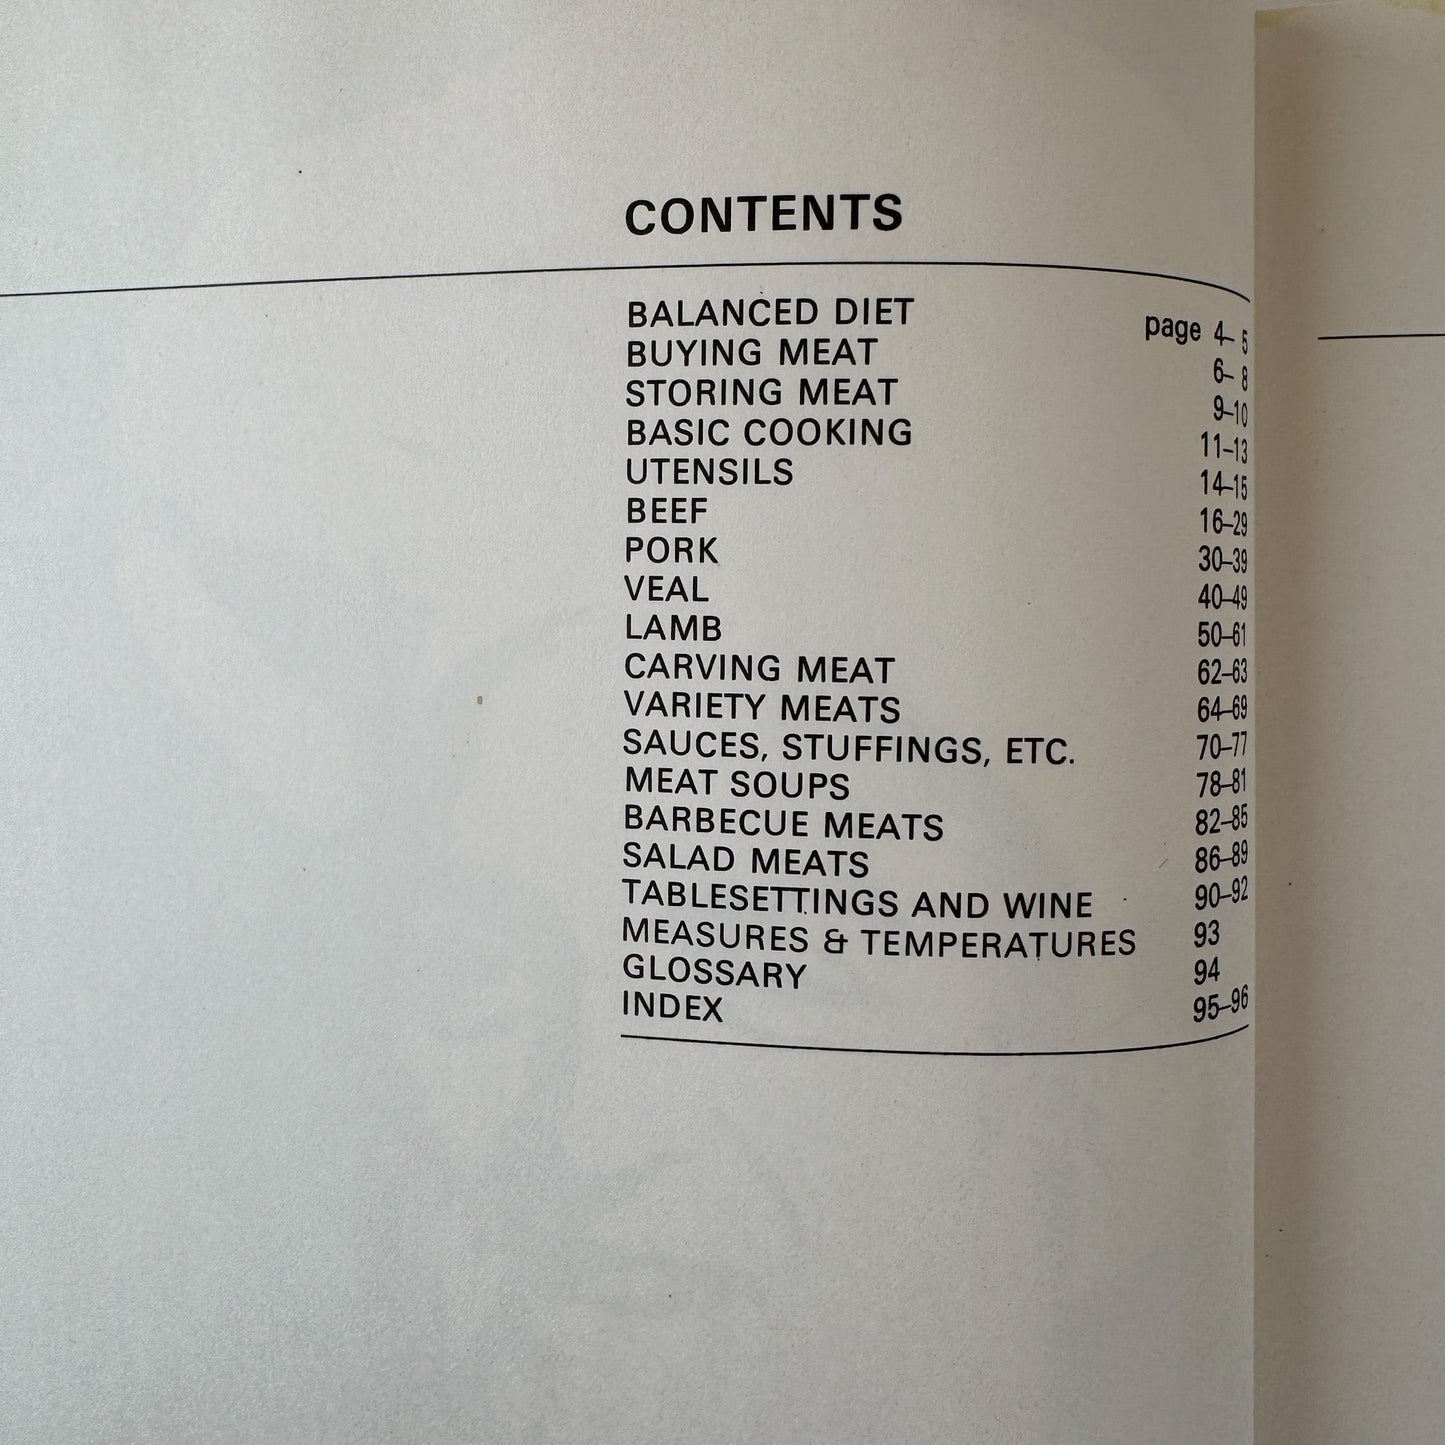 CONTENTS
BALANCED DIET page 4–5
BUYING MEAT 6–8
STORING MEAT 9–10
BASIC COOKING 11–13
UTENSILS 14–15
BEEF 16–29
PORK 30–39
VEAL 40–49
LAMB 50–61
CARVING MEAT 62–63
VARIETY MEATS 64–69
SAUCES, STUFFINGS, ETC. 70–77
MEAT SOUPS 78–81
BARBECUE MEATS 82–85
SALAD MEATS 86–89
TABLESETTINGS AND WINE 90–92
MEASURES & TEMPERATURES 93
GLOSSARY 94
INDEX 95–96